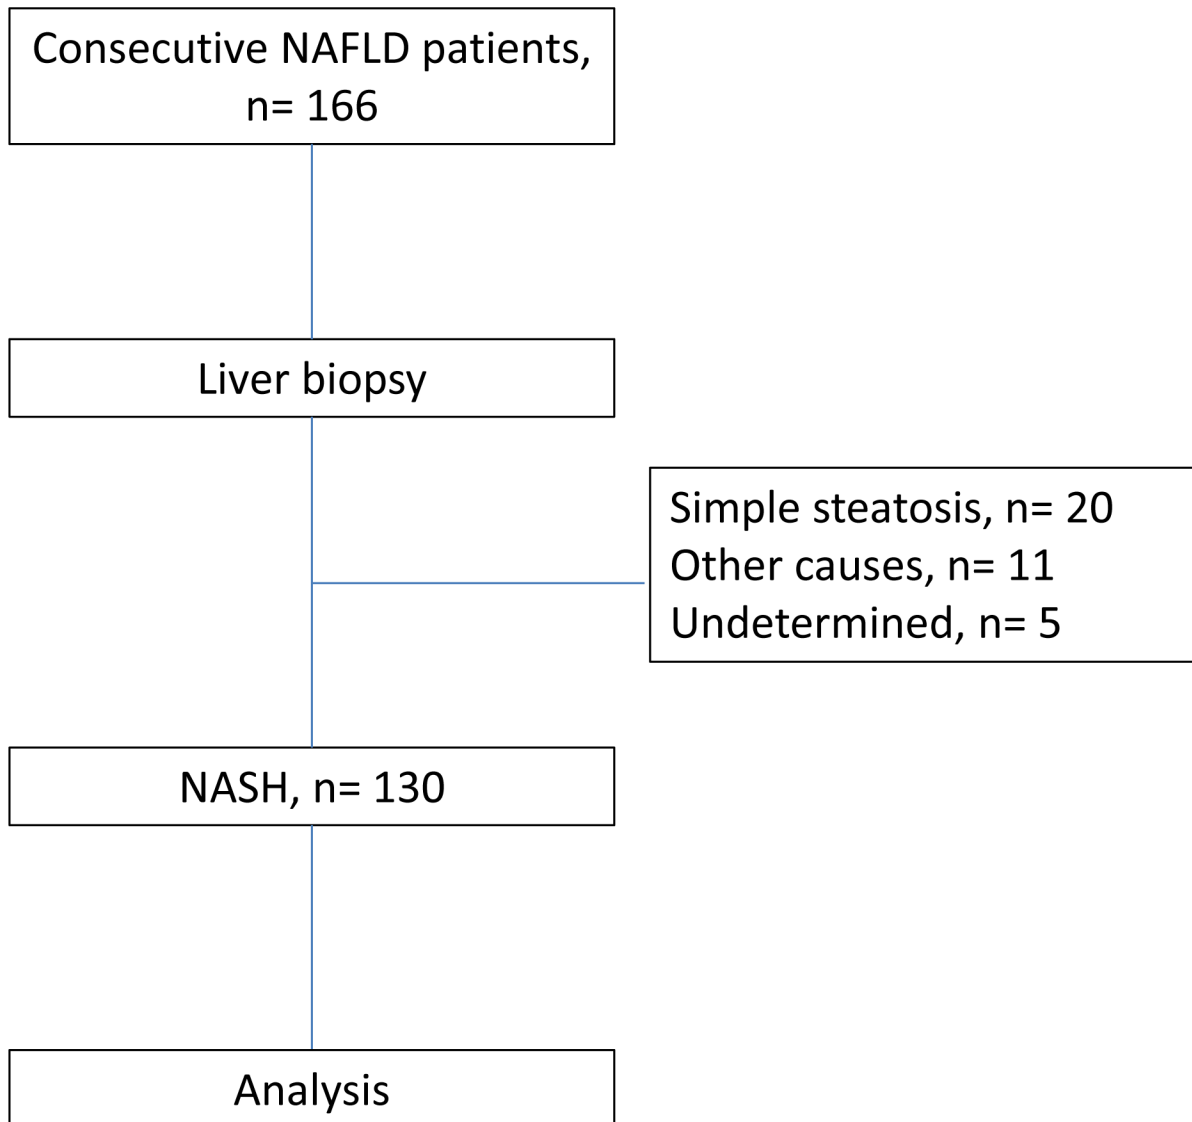 Consecutive NAFLD patients,
n= 166
Liver biopsy
Simple steatosis, n= 20
Other causes, n= 11
Undetermined, n= 5
NASH, n= 130
Analysis